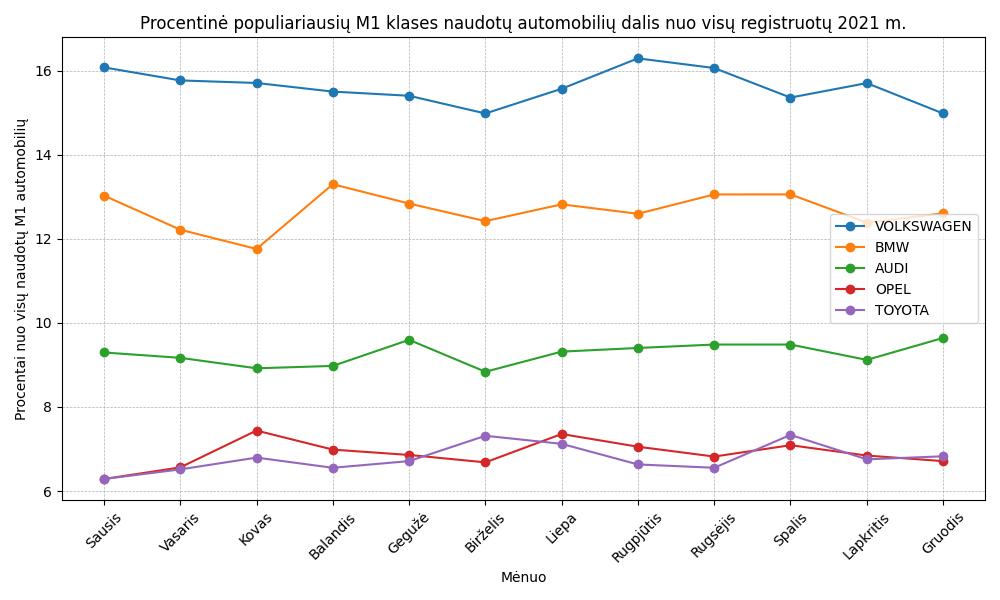 Procentinė populiariausių M1 klases naudotų automobilių dalis nuo visų registruotų 2021 m.
Procentai nuo visų naudotų M1 automobilių
16
14
12
10
8
6
VOLKSWAGEN
BMW
AUDI
OPEL
TOYOTA
Sausis
Vasaris
Kovas
Balandis
Gegužė
Birželis
Liepa
Rugpjūtis
Rugsėjis
Spalis
Lapkritis
Gruodis
Mėnuo